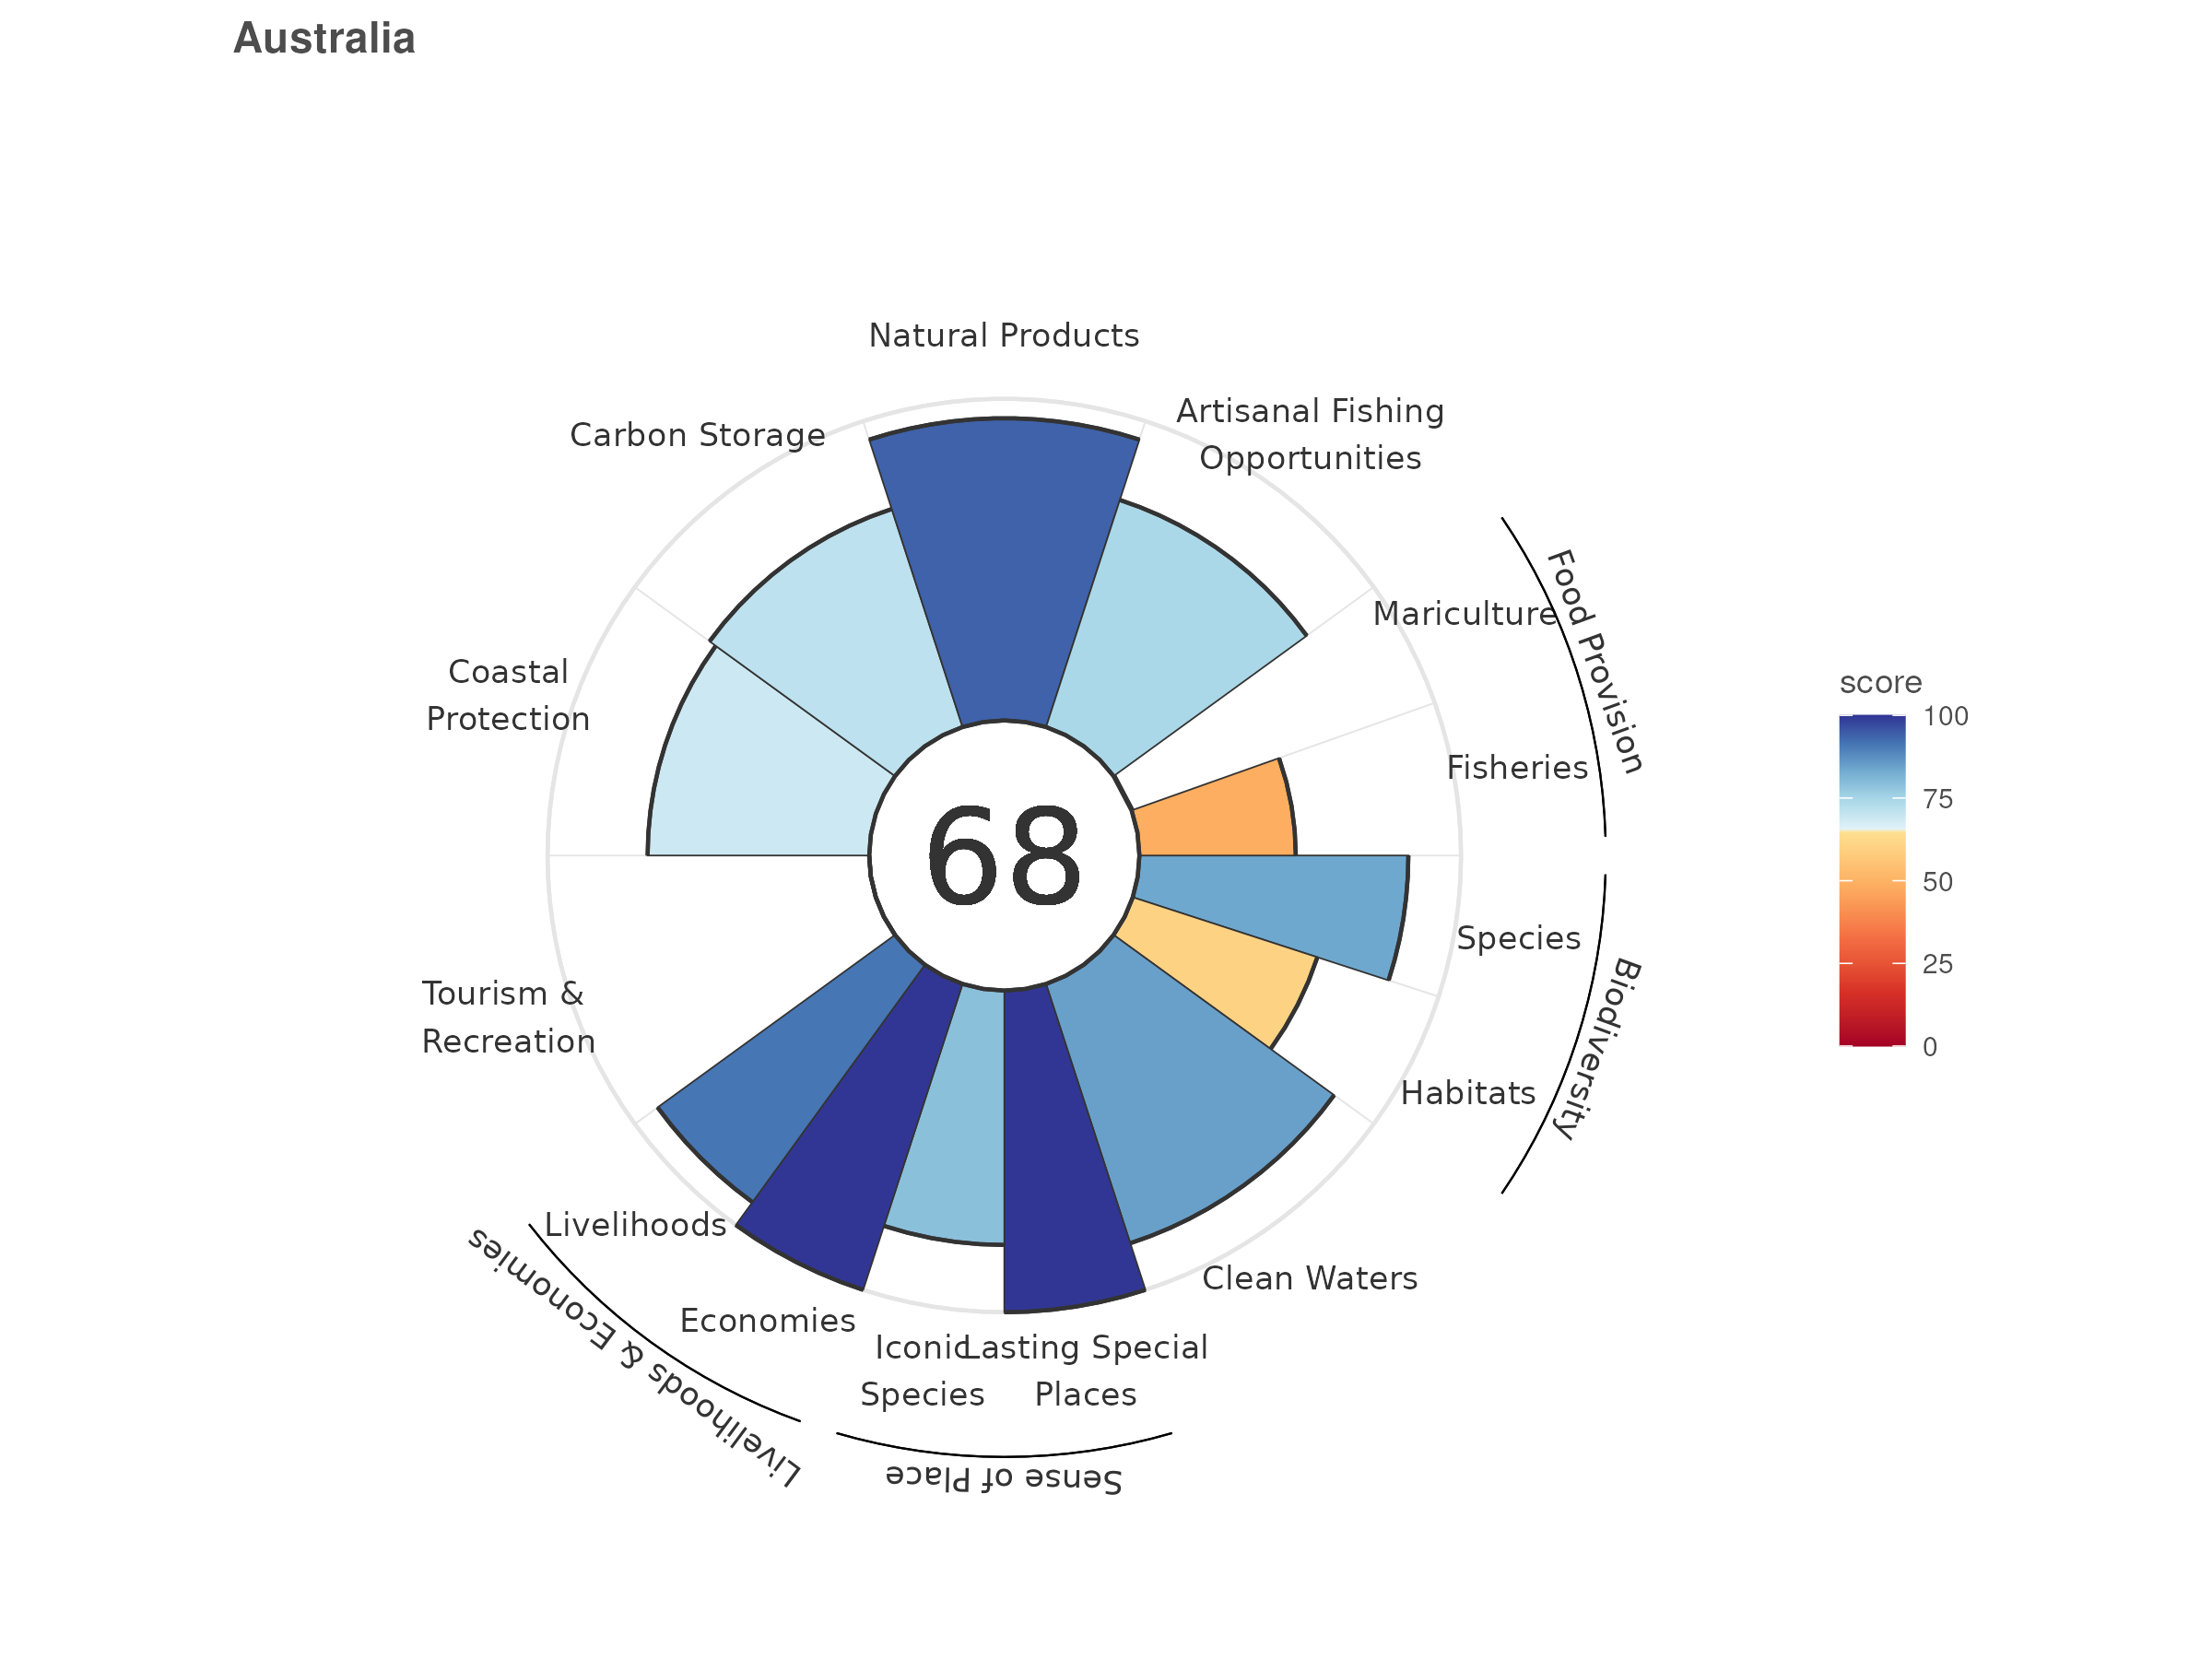 Australia
Natural Products
Artisanal Fishing
Opportunities
Carbon Storage
Mariculture
Food Provision
Coastal
Protection
Fisheries
score
100
75
50
25
0
68
Species
Biodiversity
Tourism &
Recreation
Habitats
Livelihoods
Clean Waters
Livelihoods & Economies
Economies
Iconic
Species
Lasting Special
Places
Sense of Place